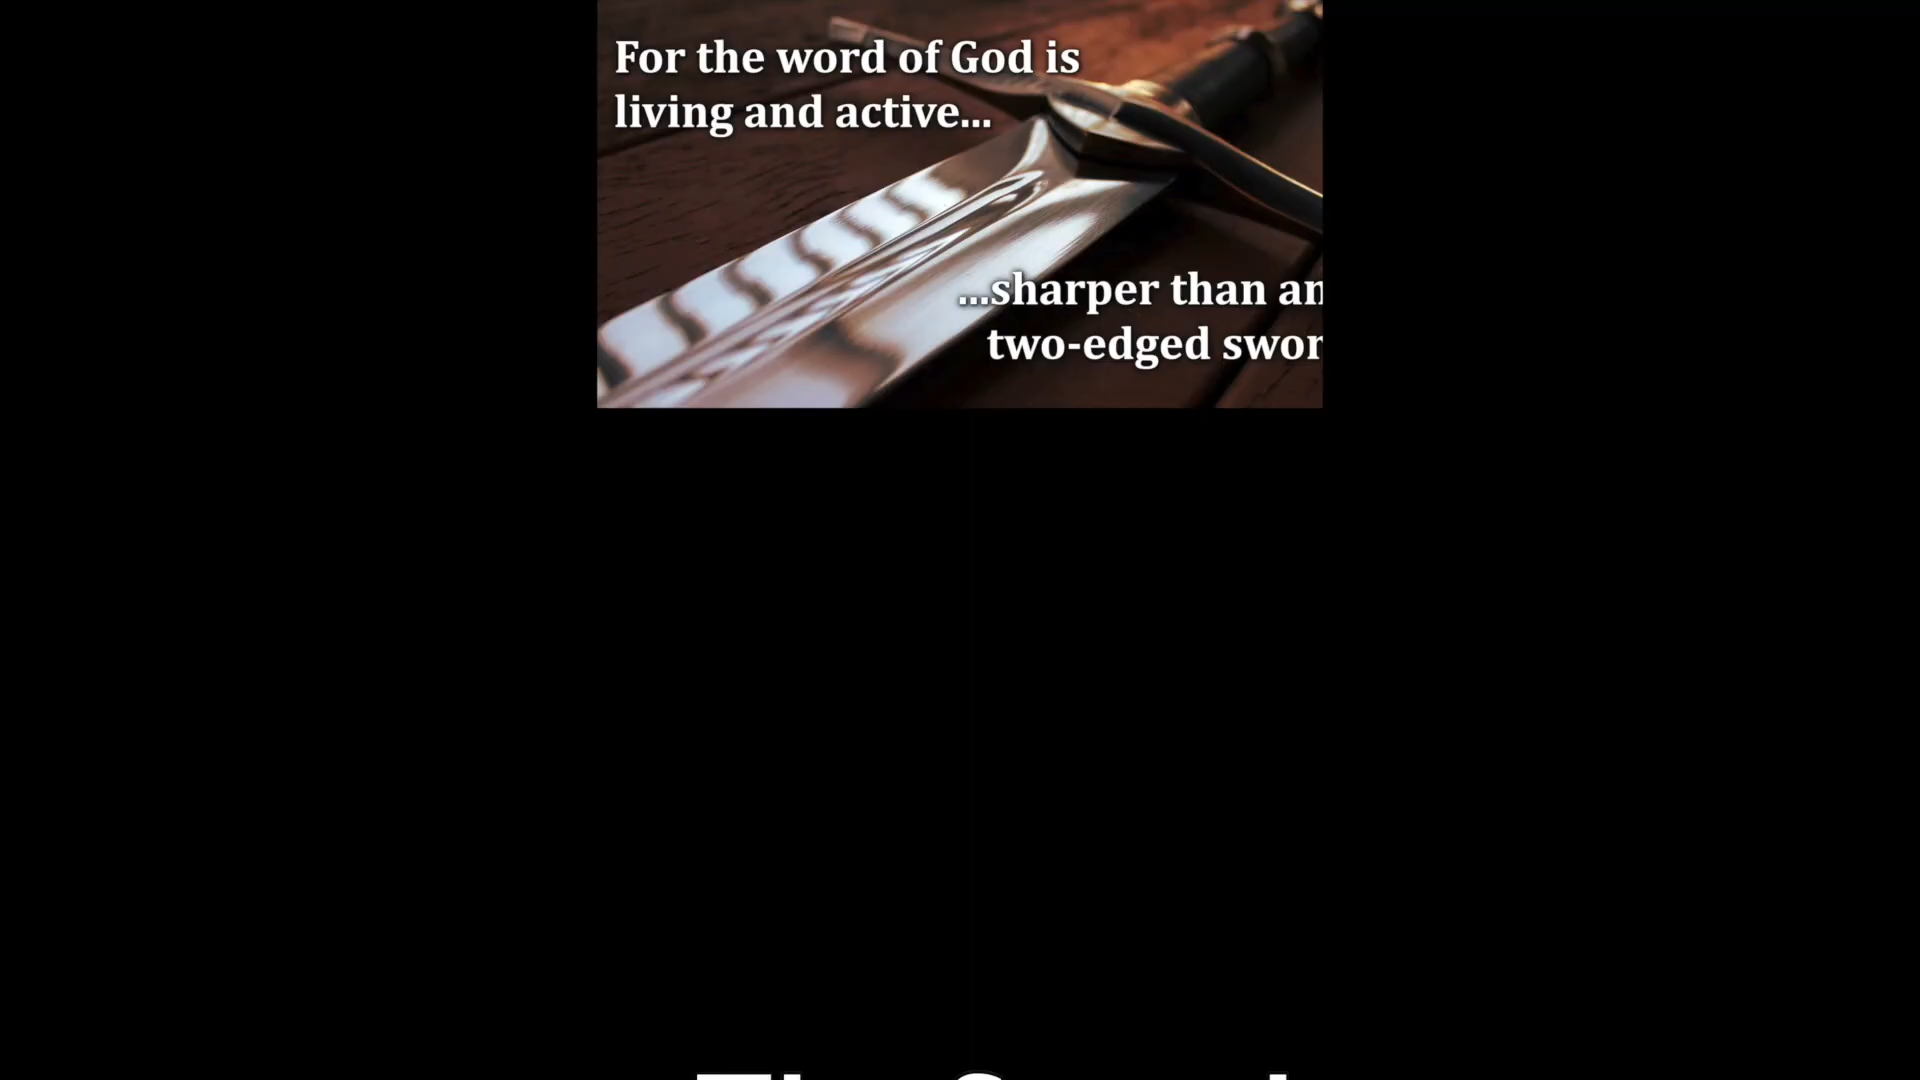 For the word of God is
living and active...
...sharper than an
two-edged swor